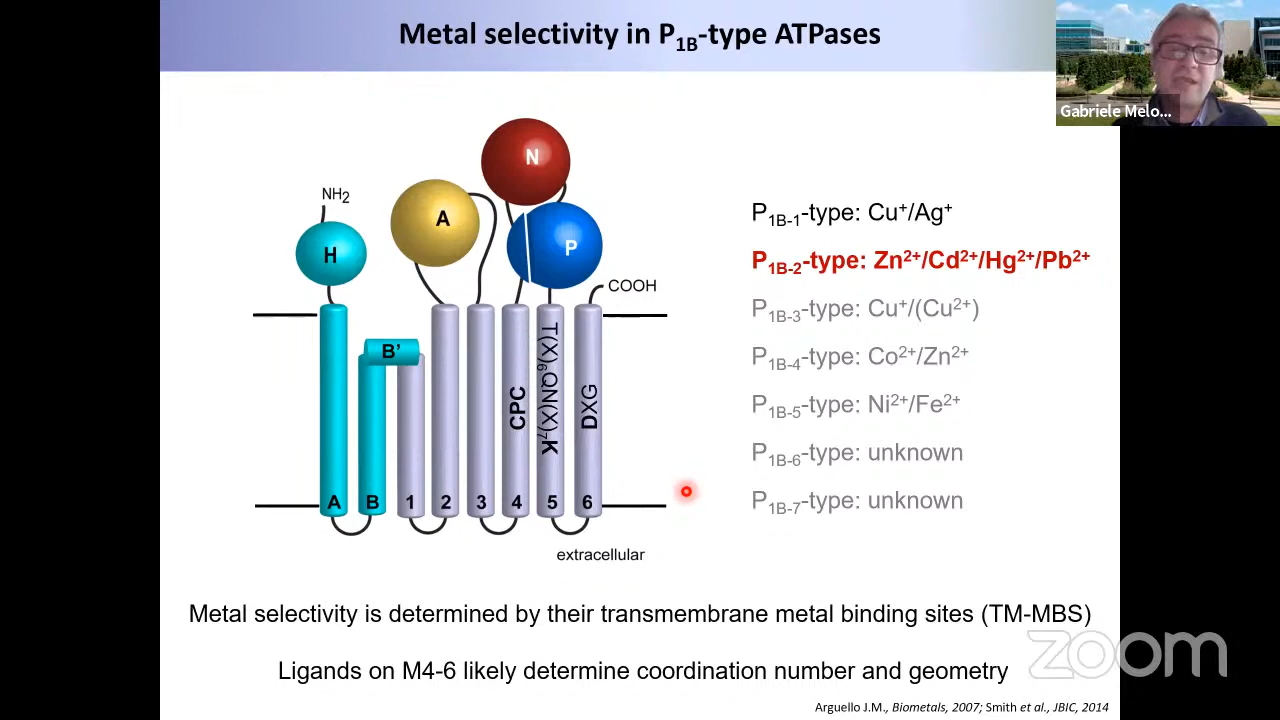 Metal selectivity in P1B-type ATPases
Gabriele Melo...
NH2
H
A
N
P
COOH
B'
CPC
T(X)6QN(X)7K
DXG
A B 1 2 3 4 5 6
extracellular
P1B-1-type: Cu+/Ag+
P1B-2-type: Zn2+/Cd2+/Hg2+/Pb2+
P1B-3-type: Cu+/(Cu2+)
P1B-4-type: Co2+/Zn2+
P1B-5-type: Ni2+/Fe2+
P1B-6-type: unknown
P1B-7-type: unknown
Metal selectivity is determined by their transmembrane metal binding sites (TM-MBS)
Ligands on M4-6 likely determine coordination number and geometry
zoom
Arguello J.M., Biometals, 2007; Smith et al., JBIC, 2014